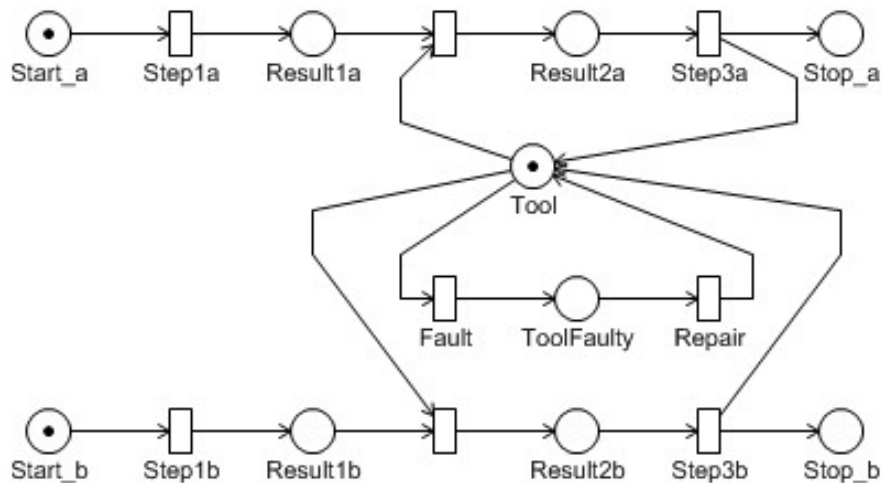 Start_a Step1a Result1a Result2a Step3a Stop_a
Tool
Fault ToolFaulty Repair
Start_b Step1b Result1b Result2b Step3b Stop_b